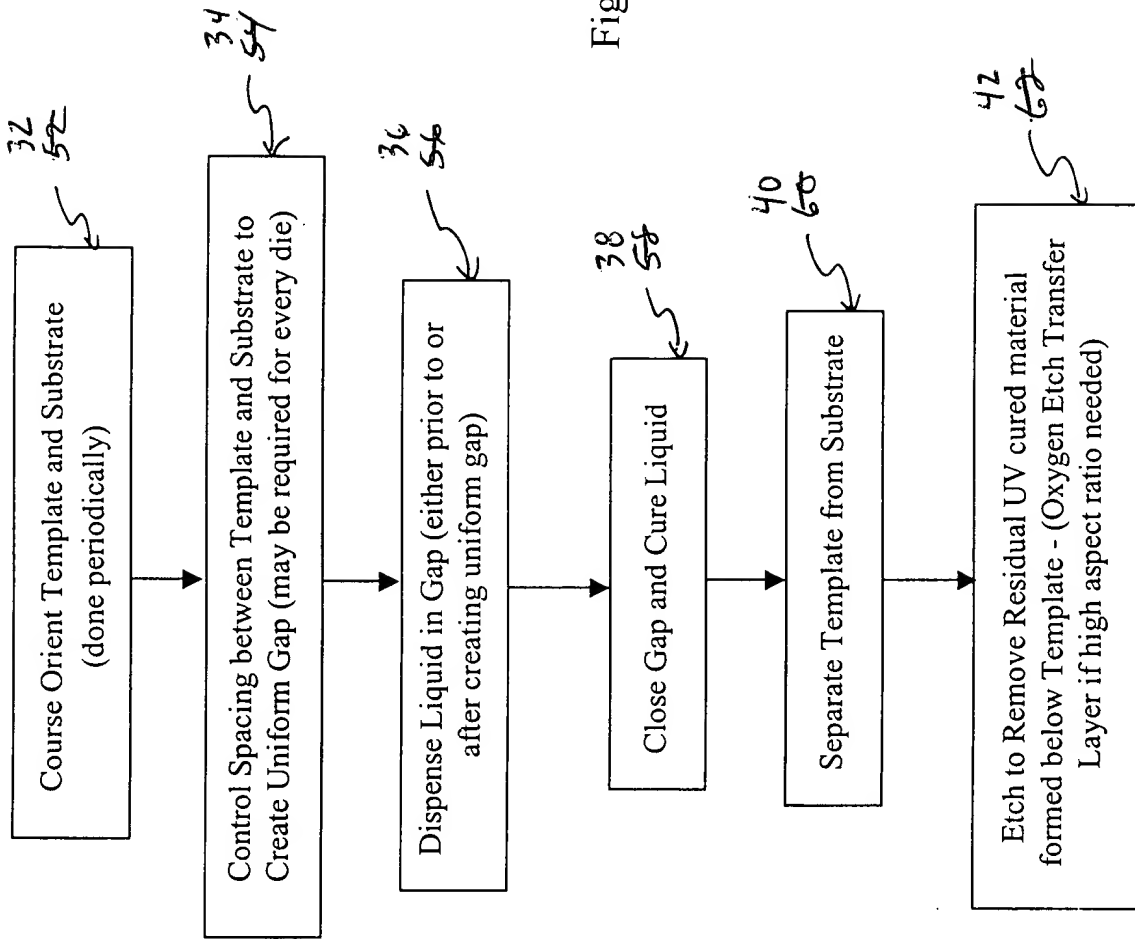 32
52
Course Orient Template and Substrate
(done periodically)
34
54
Control Spacing between Template and Substrate to
Create Uniform Gap (may be required for every die)
36
56
Dispense Liquid in Gap (either prior to or
after creating uniform gap)
Fig
38
58
Close Gap and Cure Liquid
40
60
Separate Template from Substrate
42
62
Etch to Remove Residual UV cured material
formed below Template - (Oxygen Etch Transfer
Layer if high aspect ratio needed)